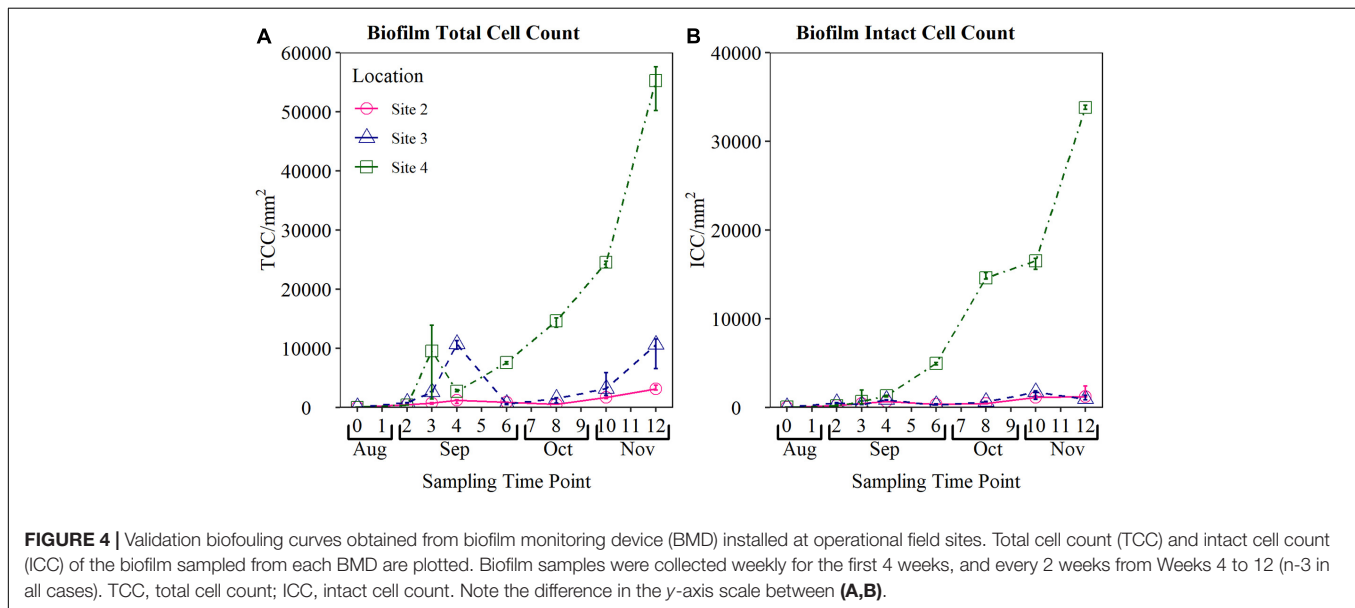 A
Biofilm Total Cell Count
60000
50000
40000
30000
20000
10000
0
TCC/mm²
Location
Site 2
Site 3
Site 4
0 1 2 3 4 5 6 7 8 9 10 11 12
Aug Sep Oct Nov
Sampling Time Point
B
Biofilm Intact Cell Count
40000
30000
20000
10000
0
ICC/mm²
0 1 2 3 4 5 6 7 8 9 10 11 12
Aug Sep Oct Nov
Sampling Time Point
FIGURE 4 | Validation biofouling curves obtained from biofilm monitoring device (BMD) installed at operational field sites. Total cell count (TCC) and intact cell count
(ICC) of the biofilm sampled from each BMD are plotted. Biofilm samples were collected weekly for the first 4 weeks, and every 2 weeks from Weeks 4 to 12 (n-3 in
all cases). TCC, total cell count; ICC, intact cell count. Note the difference in the y-axis scale between (A,B).